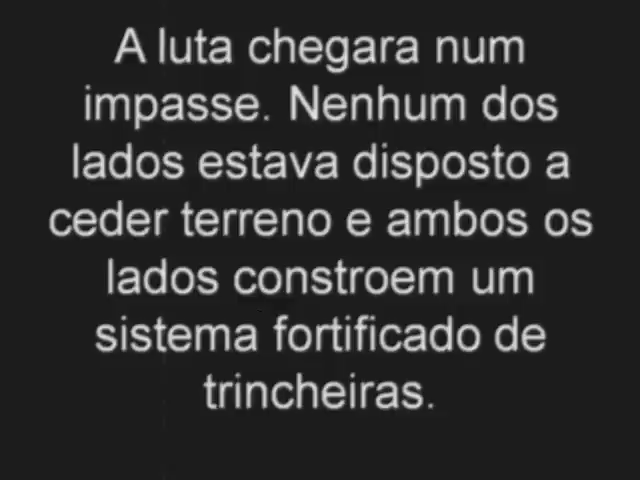 A luta chegara num
impasse. Nenhum dos
lados estava disposto a
ceder terreno e ambos os
lados constroem um
sistema fortificado de
trincheiras.